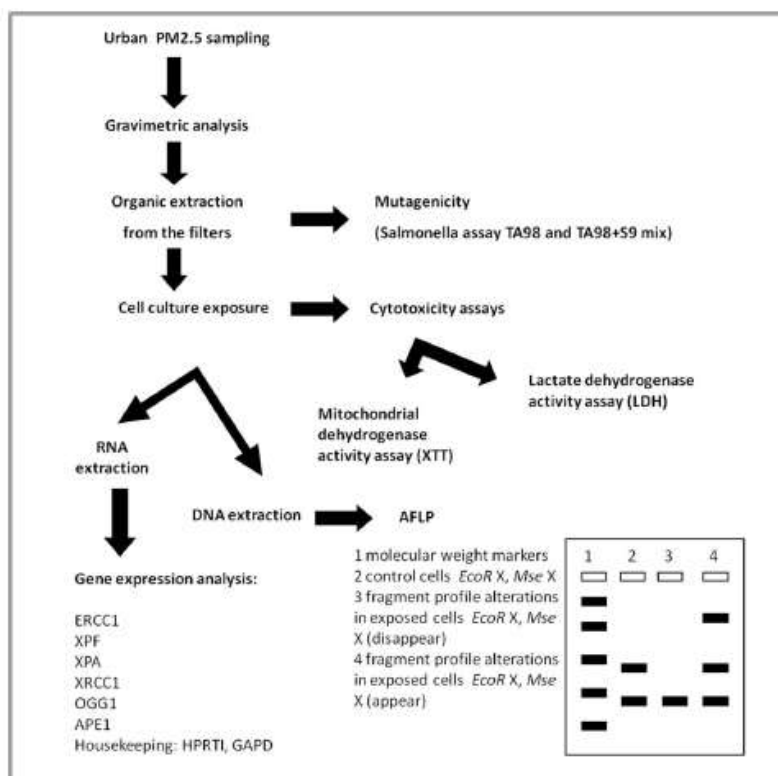 Urban PM2.5 sampling
Gravimetric analysis
Organic extraction
from the filters
Mutagenicity
(Salmonella assay TA98 and TA98+S9 mix)
Cell culture exposure
Cytotoxicity assays
Mitochondrial
dehydrogenase
activity assay (XTT)
Lactate dehydrogenase
activity assay (LDH)
RNA
extraction
DNA extraction
AFLP
Gene expression analysis:
ERCC1
XPF
XPA
XRCC1
OGG1
APE1
Housekeeping: HPRTI, GAPD
1 molecular weight markers
2 control cells EcoR X, Mse X
3 fragment profile alterations
in exposed cells EcoR X, Mse
X (disappear)
4 fragment profile alterations
in exposed cells EcoR X, Mse
X (appear)
1 2 3 4